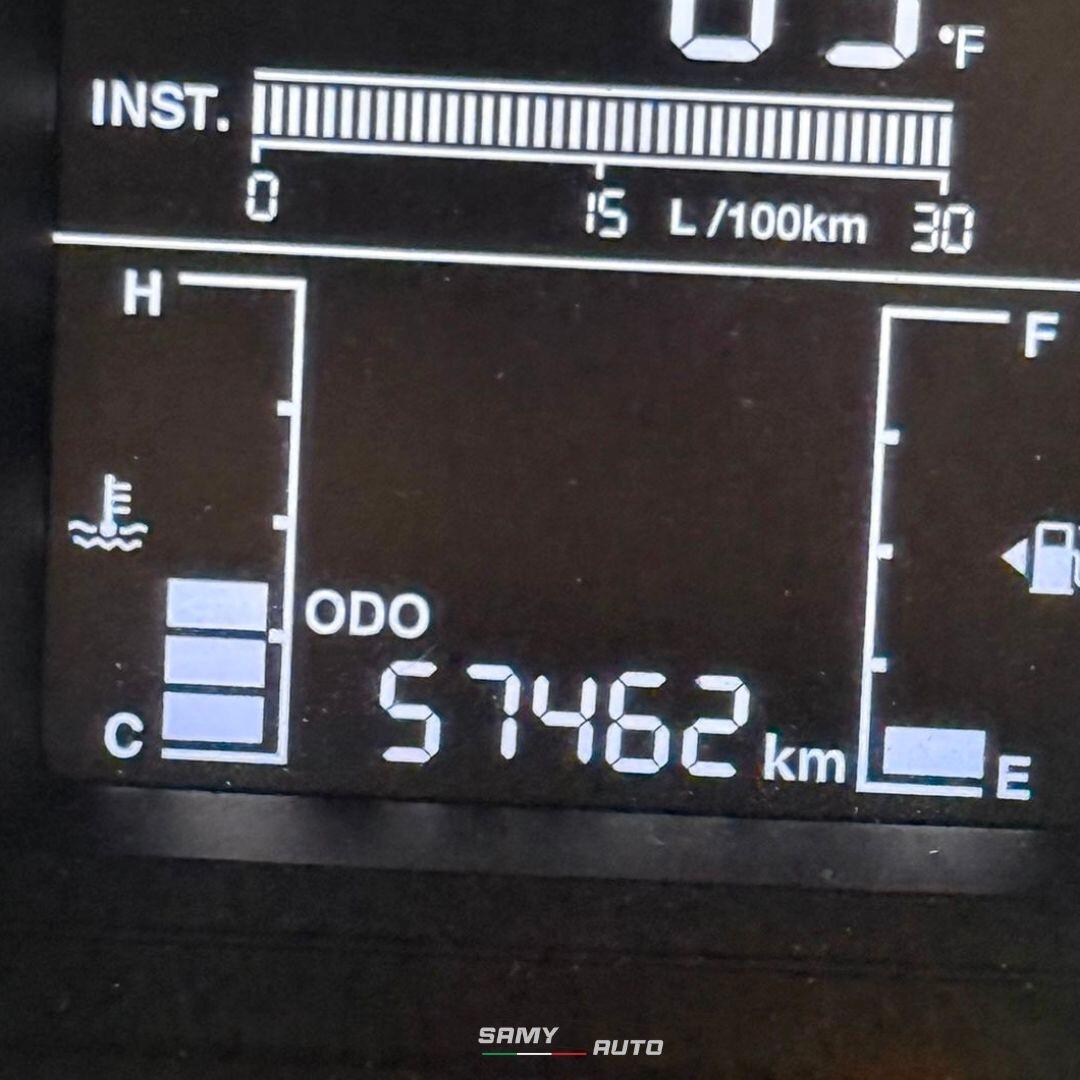 °F
INST.
0 15 L/100km 30
H F
ODO
57462 km
C E
SAMY AUTO